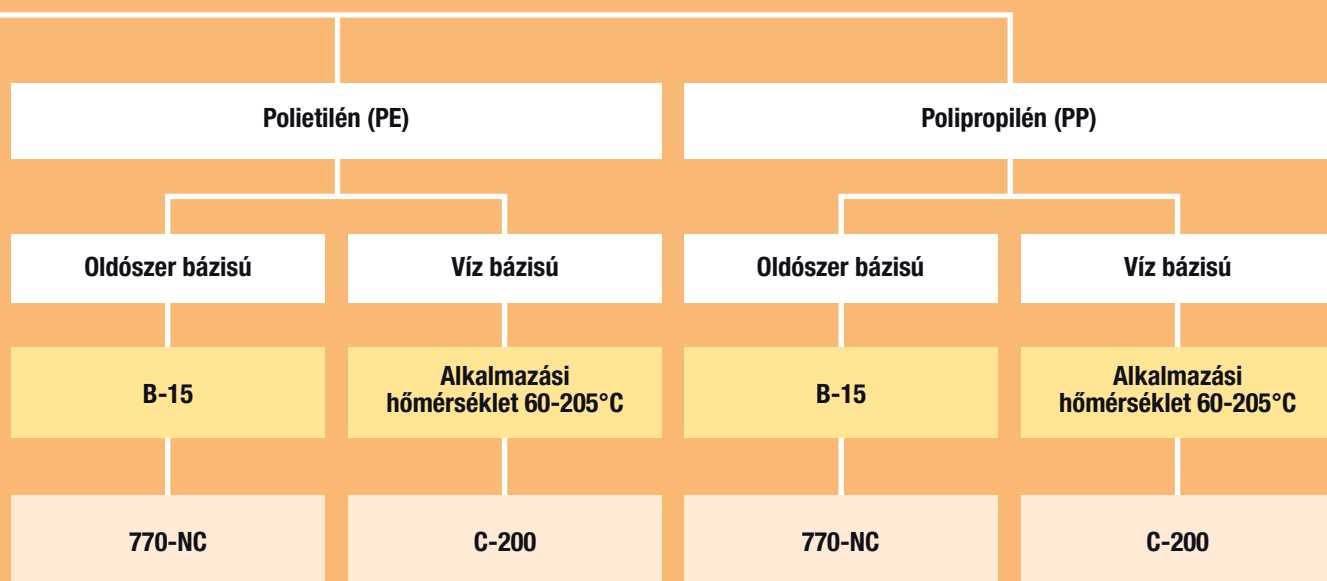 Polietilén (PE)
Polipropilén (PP)
Oldószer bázisú
Víz bázisú
Oldószer bázisú
Víz bázisú
B-15
Alkalmazási
hőmérséklet 60-205°C
B-15
Alkalmazási
hőmérséklet 60-205°C
770-NC
C-200
770-NC
C-200